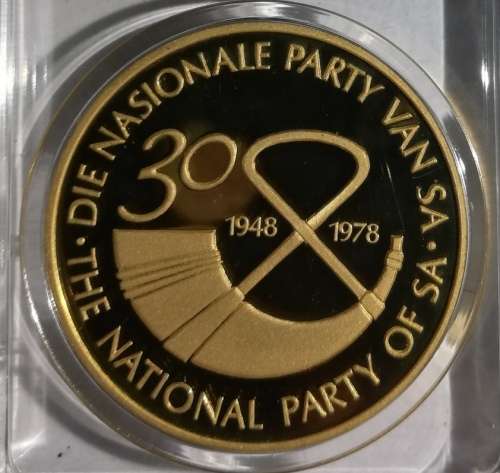 · DIE NASIONALE PARTY VAN SA ·
30
1948 1978
THE NATIONAL PARTY OF SA